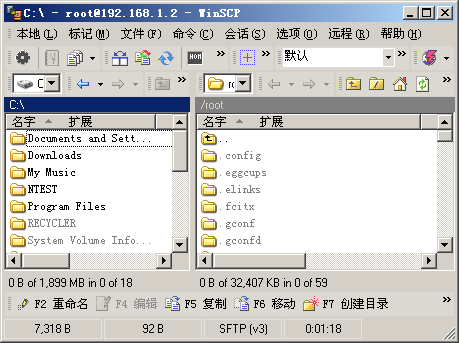 C:\ - root@192.168.1.2 - WinSCP
本地(L) 标记(M) 文件(F) 命令(C) 会话(S) 选项(O) 远程(R) 帮助(H)
默认
C:\ /root
名字 扩展 名字 扩展
Documents and Sett... ..
Downloads .config
My Music .eggcups
NTEST .elinks
Program Files .fcitx
RECYCLER .gconf
System Volume Info... .gconfd
0 B of 1,899 MB in 0 of 18 0 B of 32,407 KB in 0 of 59
F2 重命名 F4 编辑 F5 复制 F6 移动 F7 创建目录
7,318 B 92 B SFTP (v3) 0:01:18